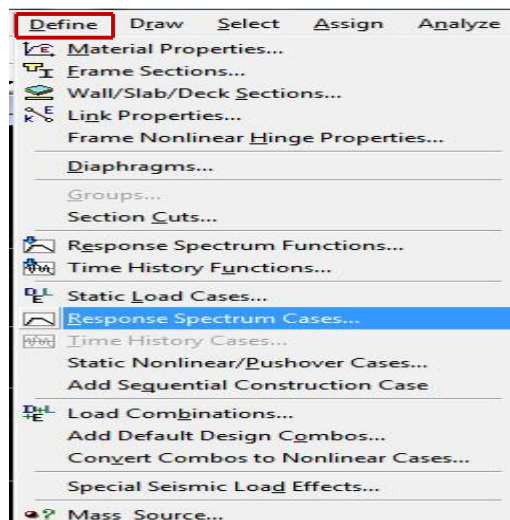 Define Draw Select Assign Analyze
Material Properties...
Frame Sections...
Wall/Slab/Deck Sections...
Link Properties...
Frame Nonlinear Hinge Properties...
Diaphragms...
Groups...
Section Cuts...
Response Spectrum Functions...
Time History Functions...
Static Load Cases...
Response Spectrum Cases...
Time History Cases...
Static Nonlinear/Pushover Cases...
Add Sequential Construction Case
Load Combinations...
Add Default Design Combos...
Convert Combos to Nonlinear Cases...
Special Seismic Load Effects...
Mass Source...